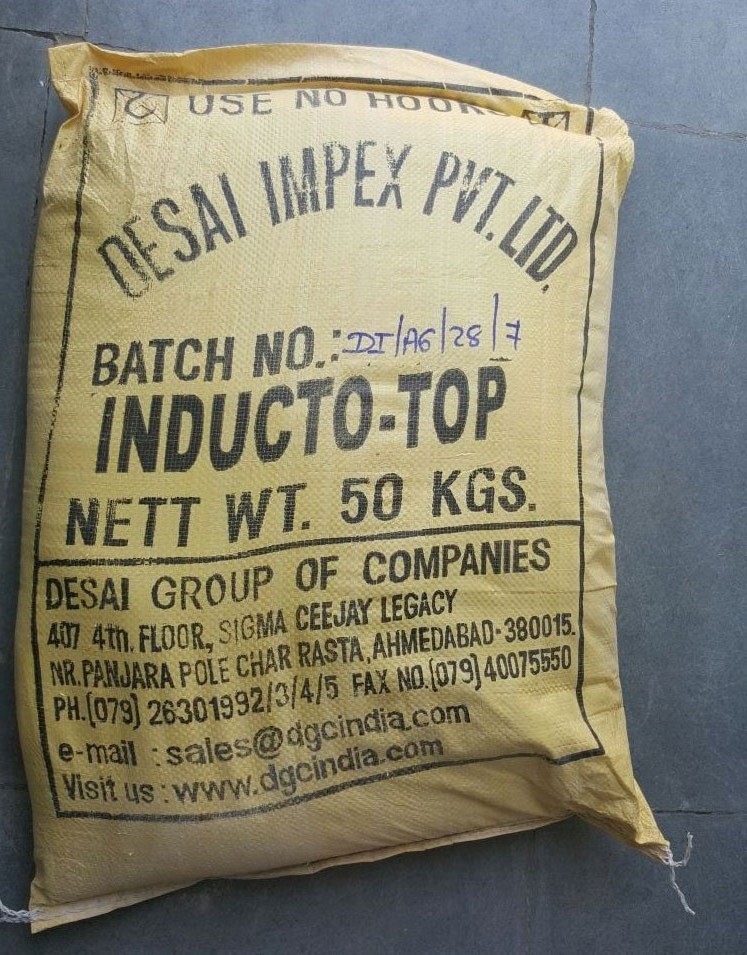 USE NO HOOKS
DESAI IMPEX PVT. LTD.
BATCH NO.: DI/AG/28/7
INDUCTO-TOP
NETT WT. 50 KGS.
DESAI GROUP OF COMPANIES
407 4th. FLOOR, SIGMA CEEJAY LEGACY
NR.PANJARA POLE CHAR RASTA, AHMEDABAD-380015.
PH.(079) 26301992/3/4/5 FAX NO.(079)40075550
e-mail : sales@dgcindia.com
Visit us : www.dgcindia.com